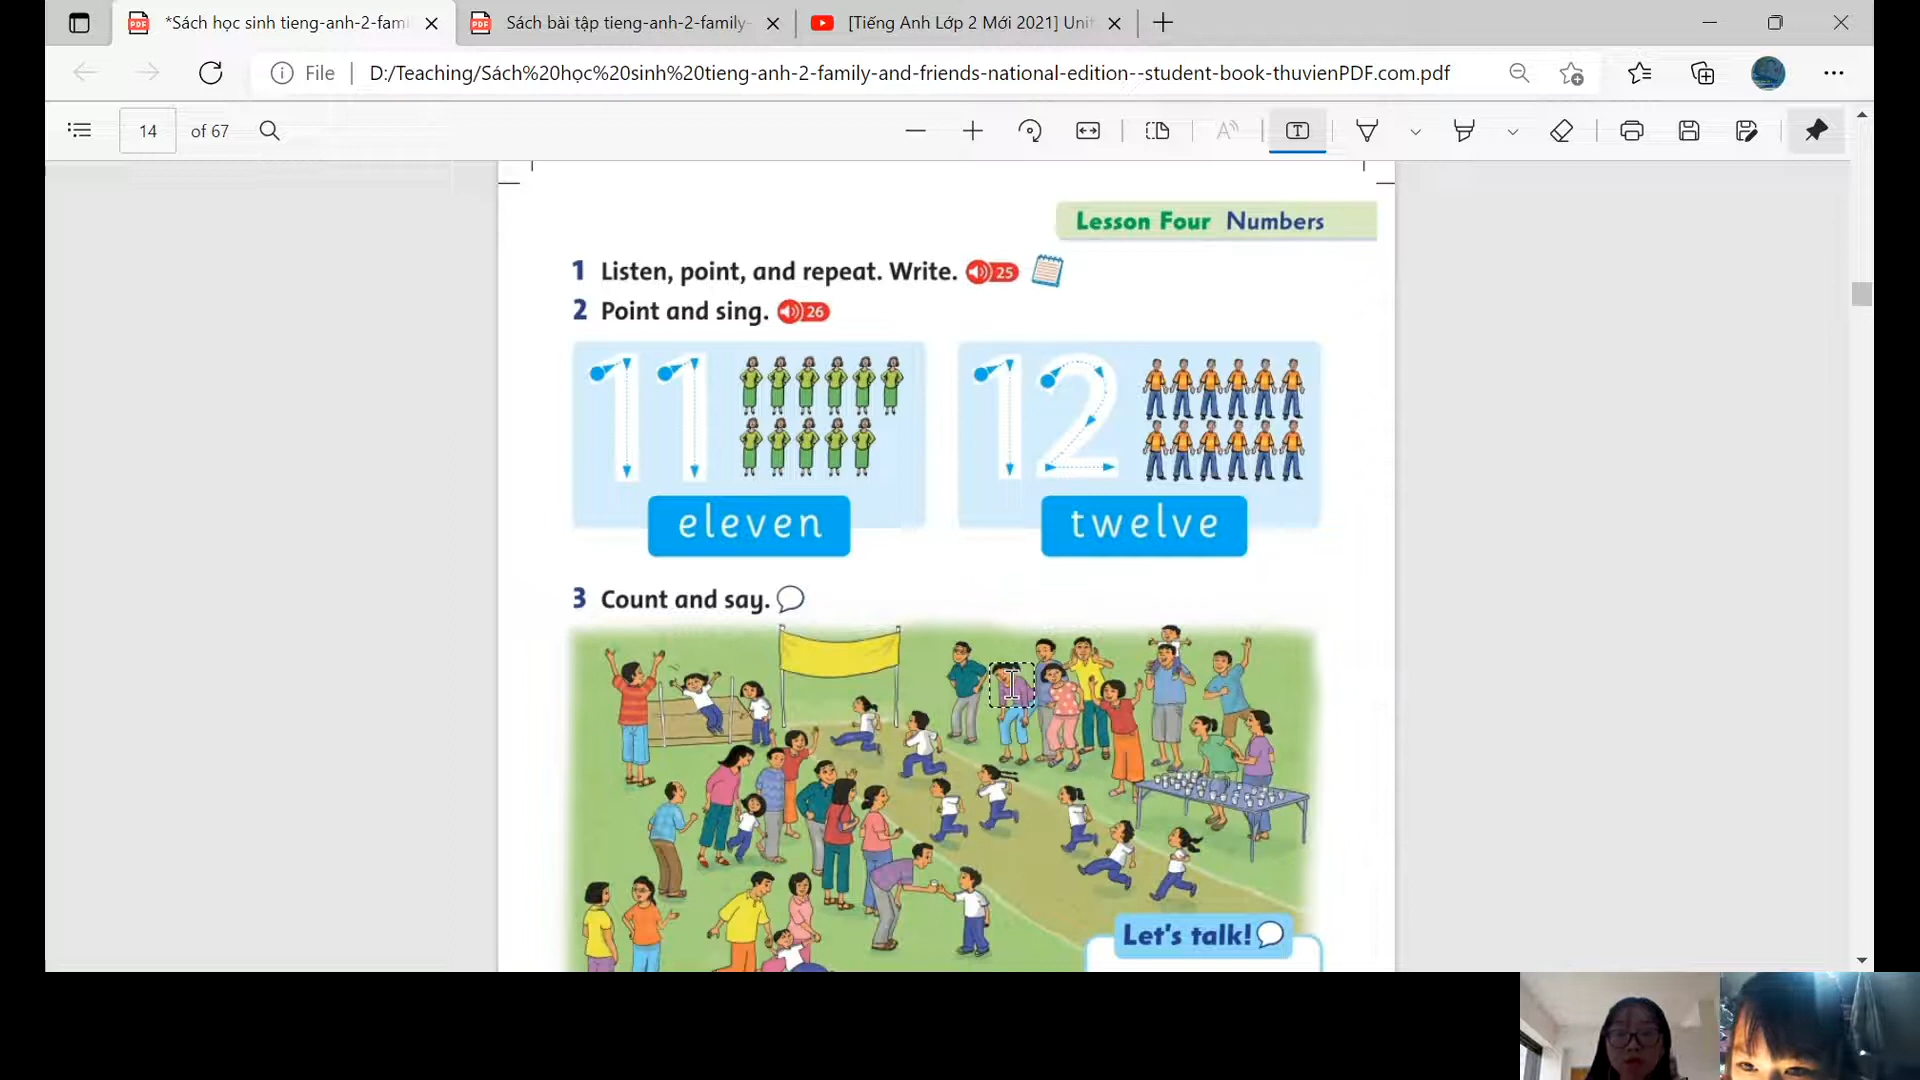 *Sách học sinh tieng-anh-2-fami
Sách bài tập tieng-anh-2-family-
[Tiếng Anh Lớp 2 Mới 2021] Unit
File
D:/Teaching/Sách%20học%20sinh%20tieng-anh-2-family-and-friends-national-edition--student-book-thuvienPDF.com.pdf
14 of 67
Lesson Four Numbers
1 Listen, point, and repeat. Write. 25
2 Point and sing. 26
11 12
eleven twelve
3 Count and say.
Let's talk!